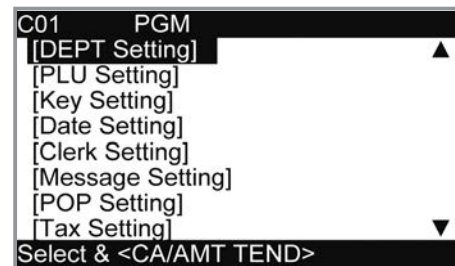 C01 PGM
[DEPT Setting]
[PLU Setting]
[Key Setting]
[Date Setting]
[Clerk Setting]
[Message Setting]
[POP Setting]
[Tax Setting]
Select & <CA/AMT TEND>